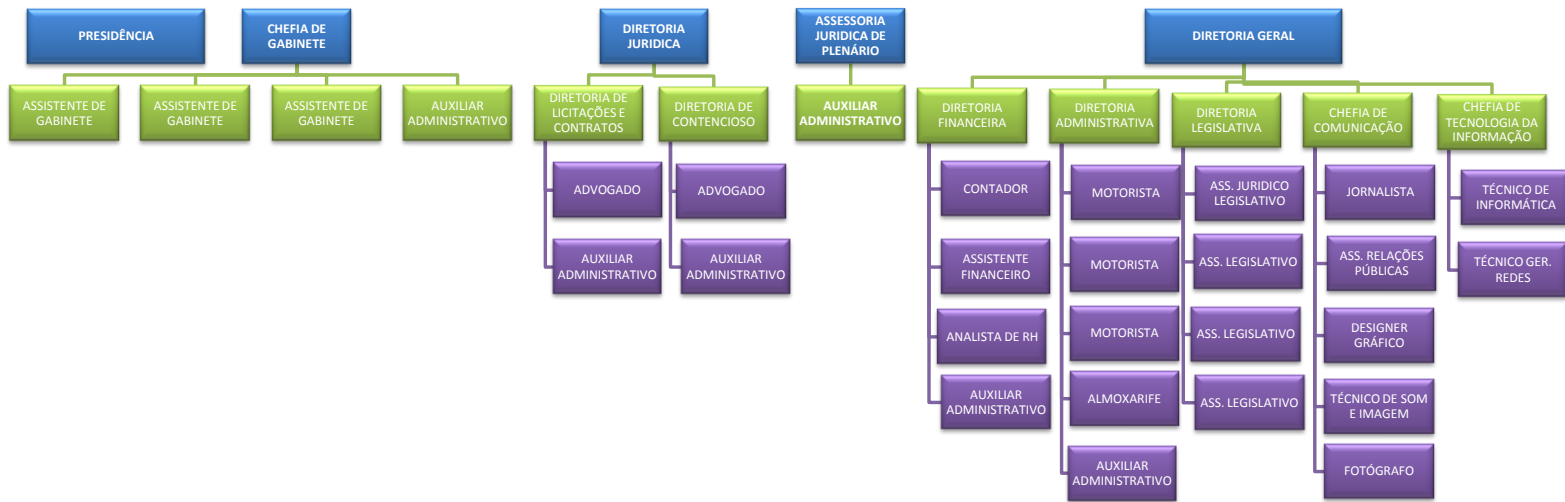 PRESIDÊNCIA
CHEFIA DE
GABINETE
DIRETORIA
JURIDICA
ASSESSORIA
JURIDICA DE
PLENÁRIO
DIRETORIA GERAL
ASSISTENTE DE
GABINETE
ASSISTENTE DE
GABINETE
ASSISTENTE DE
GABINETE
AUXILIAR
ADMINISTRATIVO
DIRETORIA DE
LICITAÇÕES E
CONTRATOS
DIRETORIA DE
CONTENCIOSO
AUXILIAR
ADMINISTRATIVO
DIRETORIA
FINANCEIRA
DIRETORIA
ADMINISTRATIVA
DIRETORIA
LEGISLATIVA
CHEFIA DE
COMUNICAÇÃO
CHEFIA DE
TECNOLOGIA DA
INFORMAÇÃO
ADVOGADO
AUXILIAR
ADMINISTRATIVO
ADVOGADO
AUXILIAR
ADMINISTRATIVO
CONTADOR
ASSISTENTE
FINANCEIRO
ANALISTA DE RH
AUXILIAR
ADMINISTRATIVO
MOTORISTA
MOTORISTA
MOTORISTA
ALMOXARIFE
AUXILIAR
ADMINISTRATIVO
ASS. JURIDICO
LEGISLATIVO
ASS. LEGISLATIVO
ASS. LEGISLATIVO
ASS. LEGISLATIVO
JORNALISTA
ASS. RELAÇÕES
PÚBLICAS
DESIGNER
GRÁFICO
TÉCNICO DE SOM
E IMAGEM
FOTÓGRAFO
TÉCNICO DE
INFORMÁTICA
TÉCNICO GER.
REDES